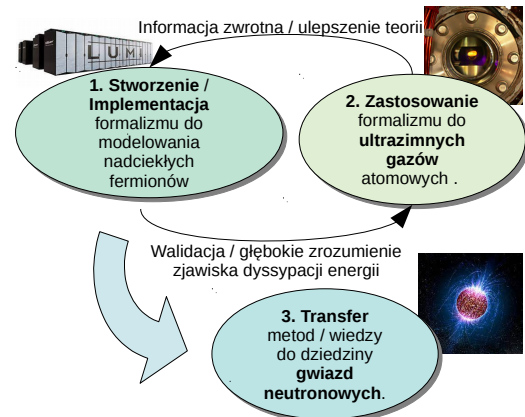 Informacja zwrotna / ulepszenie teorii
LUMI
1. Stworzenie /
Implementacja
formalizmu do
modelowania
nadciekłych
fermionów
2. Zastosowanie
formalizmu do
ultrazimnych
gazów
atomowych .
Walidacja / głębokie zrozumienie
zjawiska dyssypacji energii
3. Transfer
metod / wiedzy
do dziedziny
gwiazd
neutronowych.